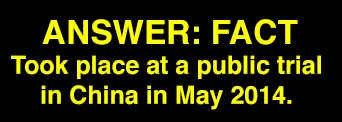 ANSWER: FACT
Took place at a public trial
in China in May 2014.